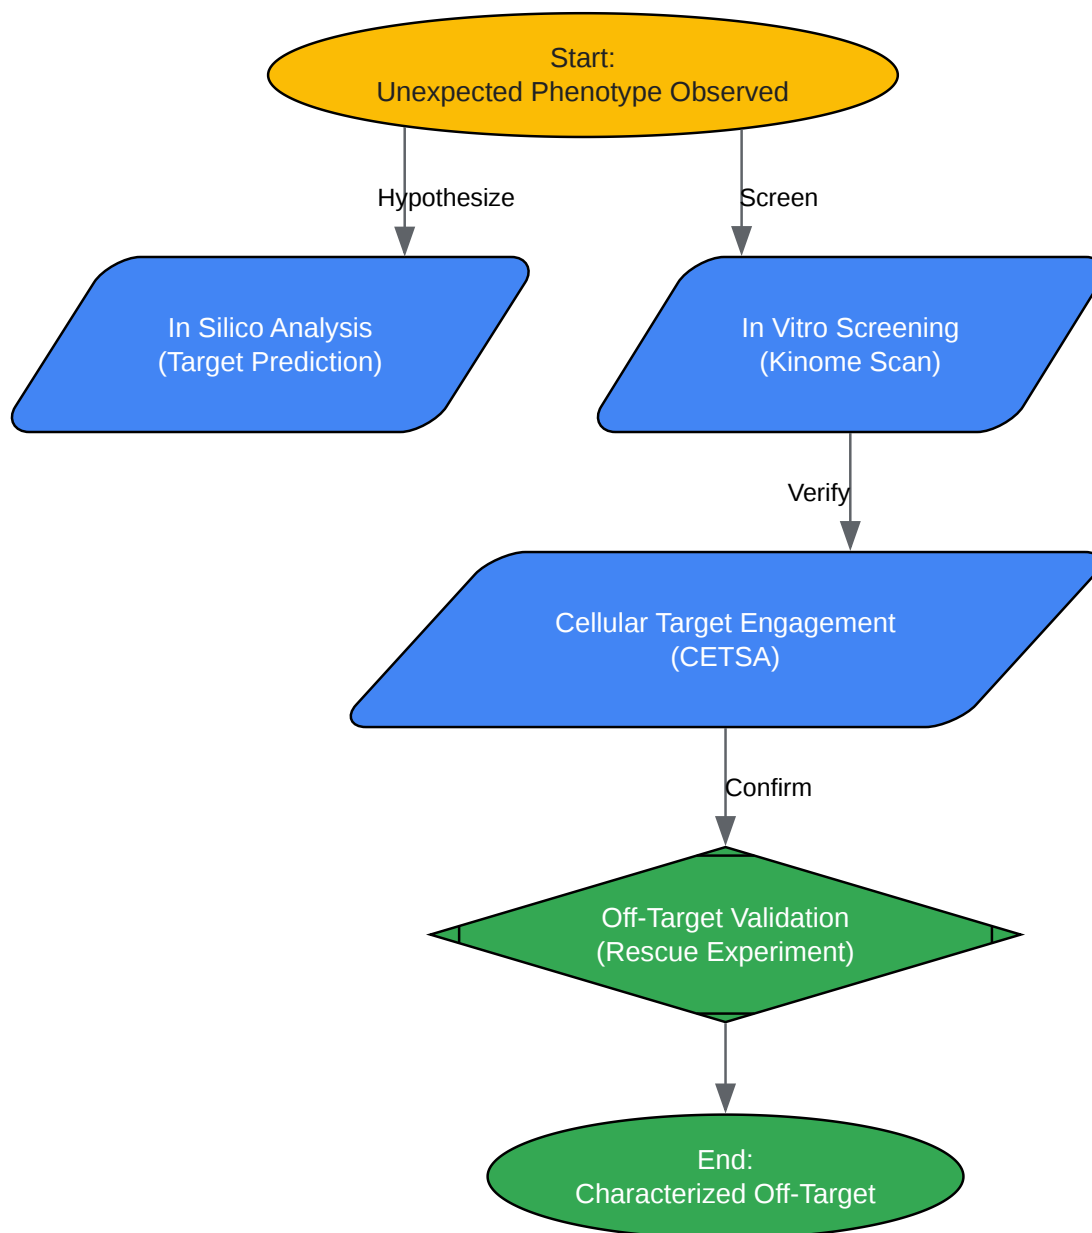 Start:
Unexpected Phenotype Observed
Hypothesize
Screen
In Silico Analysis
(Target Prediction)
In Vitro Screening
(Kinome Scan)
Verify
Cellular Target Engagement
(CETSA)
Confirm
Off-Target Validation
(Rescue Experiment)
End:
Characterized Off-Target